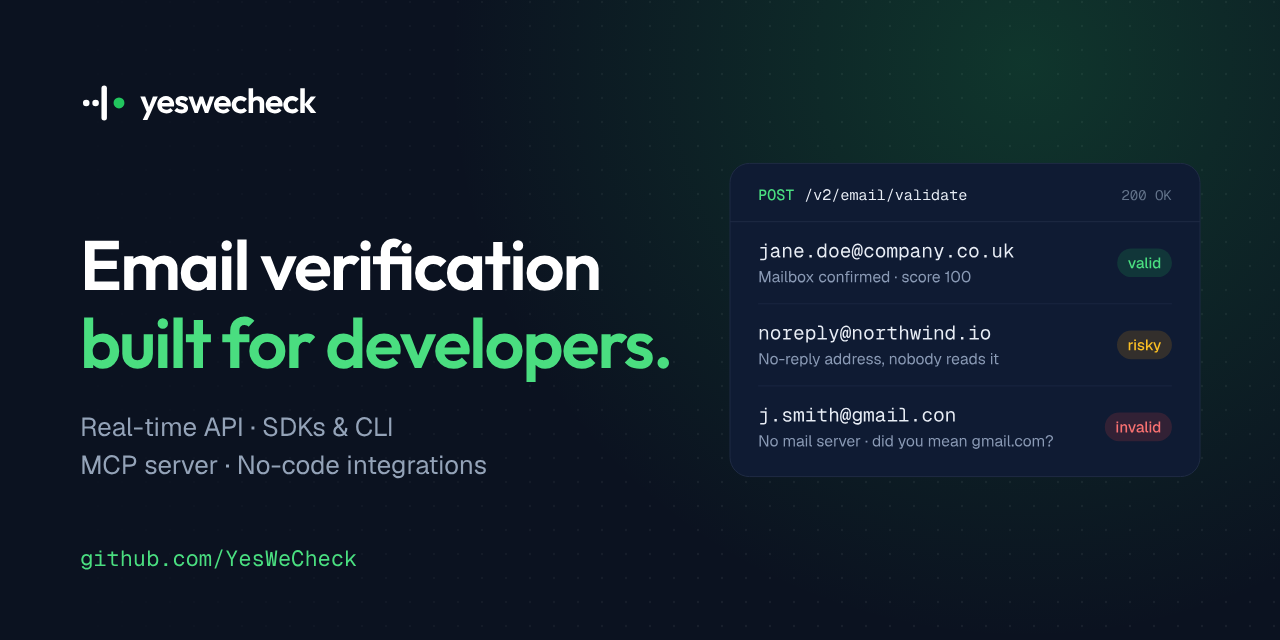 yeswecheck
Email verification
built for developers.
Real-time API · SDKs & CLI
MCP server · No-code integrations
github.com/YesWeCheck
POST /v2/email/validate 200 OK
jane.doe@company.co.uk
Mailbox confirmed · score 100
valid
noreply@northwind.io
No-reply address, nobody reads it
risky
j.smith@gmail.con
No mail server · did you mean gmail.com?
invalid